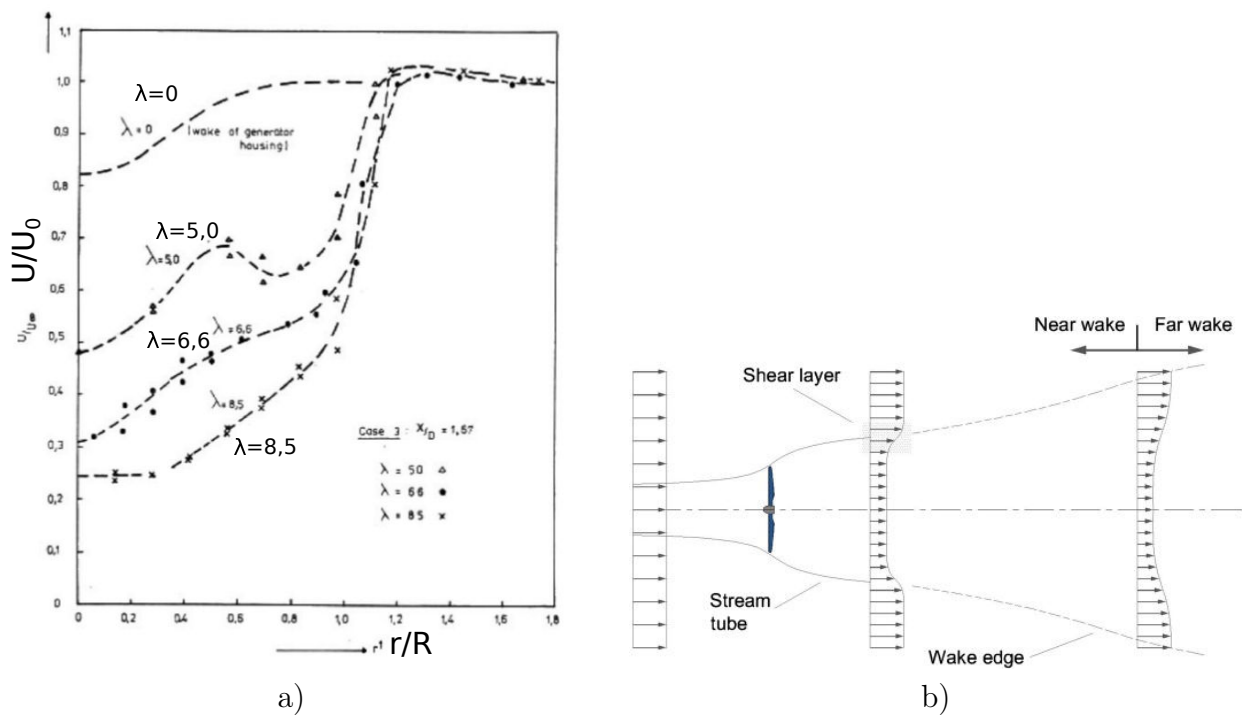 1,1
1,0
0,9
0,8
0,7
0,6
0,5
0,4
0,3
0,2
0,1
0
U/U0
u/u∞
λ=0
λ=0
(wake of generator
housing)
λ=5,0
λ=5,0
λ=6,6
λ=6,6
λ=8,5
λ=8,5
Case 3: X/D = 1,67
λ = 50 △
λ = 66 ●
λ = 85 ×
0 0,2 0,4 0,6 0,8 1,0 1,2 1,4 1,6 1,8
r¹ r/R
a)
Near wake Far wake
Shear layer
Stream
tube
Wake edge
b)